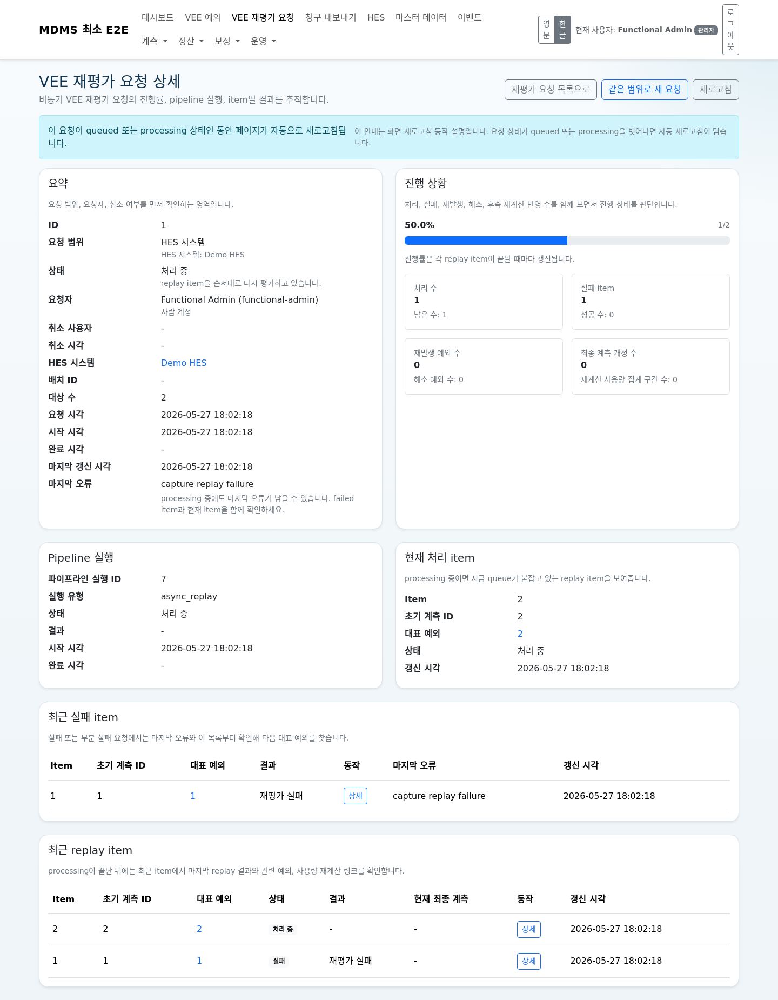 MDMS 최소 E2E
대시보드 VEE 예외 VEE 재평가 요청 청구 내보내기 HES 마스터 데이터 이벤트
계측 정산 보정 운영
영문 한글 현재 사용자: Functional Admin 관리자 로그아웃
VEE 재평가 요청 상세
비동기 VEE 재평가 요청의 진행률, pipeline 실행, item별 결과를 추적합니다.
재평가 요청 목록으로 같은 범위로 새 요청 새로고침
이 요청이 queued 또는 processing 상태인 동안 페이지가 자동으로 새로고침됩
니다.
이 안내는 화면 새로고침 동작 설명입니다. 요청 상태가 queued 또는 processing을 벗어나면 자동 새로고침이 멈춥
니다.
요약
요청 범위, 요청자, 취소 여부를 먼저 확인하는 영역입니다.
ID 1
요청 범위 HES 시스템
HES 시스템: Demo HES
상태 처리 중
replay item을 순서대로 다시 평가하고 있습니다.
요청자 Functional Admin (functional-admin)
사람 계정
취소 사용자 -
취소 시각 -
HES 시스템 Demo HES
배치 ID -
대상 수 2
요청 시각 2026-05-27 18:02:18
시작 시각 2026-05-27 18:02:18
완료 시각 -
마지막 갱신 시각 2026-05-27 18:02:18
마지막 오류 capture replay failure
processing 중에도 마지막 오류가 남을 수 있습니다. failed
item과 현재 item을 함께 확인하세요.
진행 상황
처리, 실패, 재발생, 해소, 후속 재계산 반영 수를 함께 보면서 진행 상태를 판단합니다.
50.0% 1/2
진행률은 각 replay item이 끝날 때마다 갱신됩니다.
처리 수
1
남은 수: 1
실패 item
1
성공 수: 0
재발생 예외 수
0
해소 예외 수: 0
최종 계측 개정 수
0
재계산 사용량 집계 구간 수: 0
Pipeline 실행
파이프라인 실행 ID 7
실행 유형 async_replay
상태 처리 중
결과 -
시작 시각 2026-05-27 18:02:18
완료 시각 -
현재 처리 item
processing 중이면 지금 queue가 붙잡고 있는 replay item을 보여줍니다.
Item 2
초기 계측 ID 2
대표 예외 2
상태 처리 중
갱신 시각 2026-05-27 18:02:18
최근 실패 item
실패 또는 부분 실패 요청에서는 마지막 오류와 이 목록부터 확인해 다음 대표 예외를 찾습니다.
Item 초기 계측 ID 대표 예외 결과 동작 마지막 오류 갱신 시각
1 1 1 재평가 실패 상세 capture replay failure 2026-05-27 18:02:18
최근 replay item
processing이 끝난 뒤에는 최근 item에서 마지막 replay 결과와 관련 예외, 사용량 재계산 링크를 확인합니다.
Item 초기 계측 ID 대표 예외 상태 결과 현재 최종 계측 동작 갱신 시각
2 2 2 처리 중 - - 상세 2026-05-27 18:02:18
1 1 1 실패 재평가 실패 - 상세 2026-05-27 18:02:18